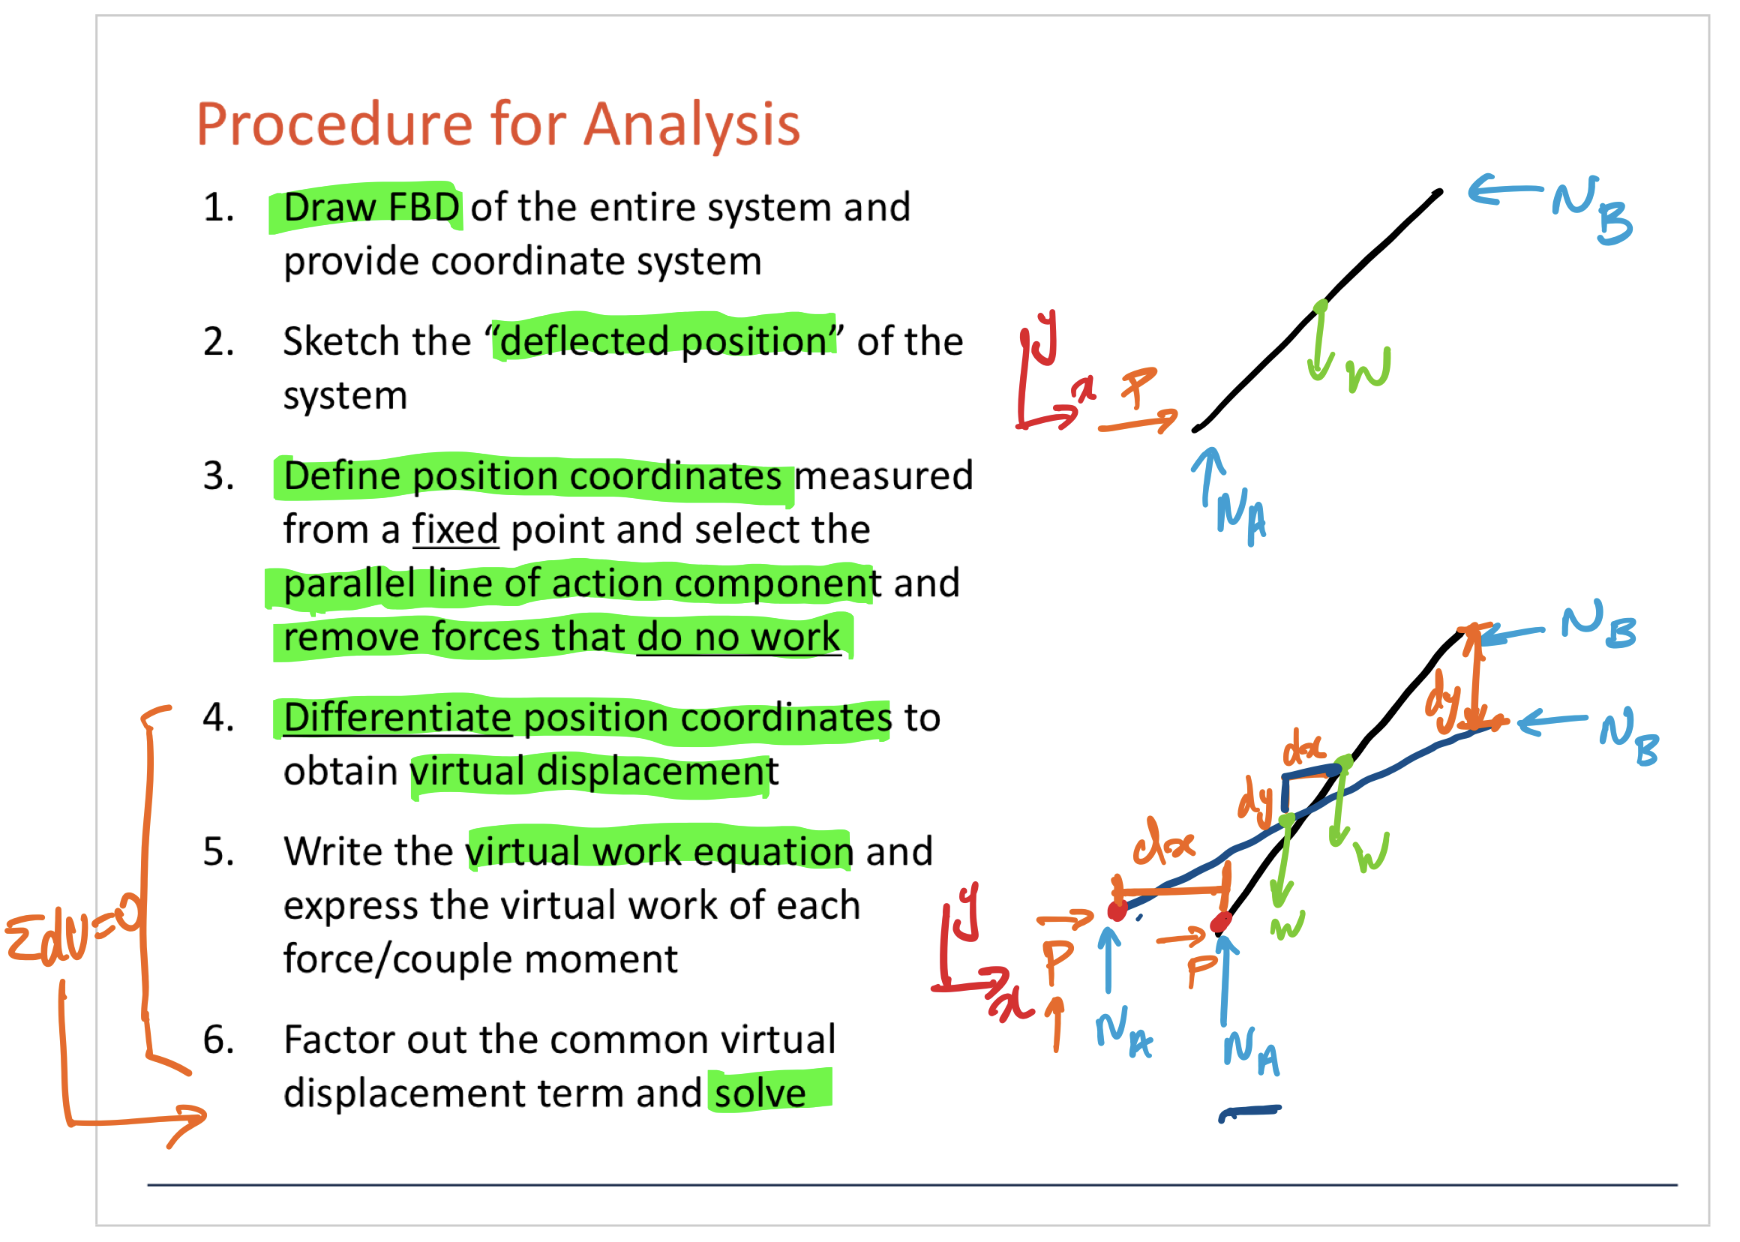 Procedure for Analysis
1. Draw FBD of the entire system and
provide coordinate system
2. Sketch the “deflected position” of the
system
3. Define position coordinates measured
from a fixed point and select the
parallel line of action component and
remove forces that do no work
4. Differentiate position coordinates to
obtain virtual displacement
5. Write the virtual work equation and
express the virtual work of each
force/couple moment
6. Factor out the common virtual
displacement term and solve
ΣdU=0
N_B
y
x
P
W
N_A
N_B
dy
N_B
dx
dy
W
dx
W
y
x
P
P
N_A
N_A